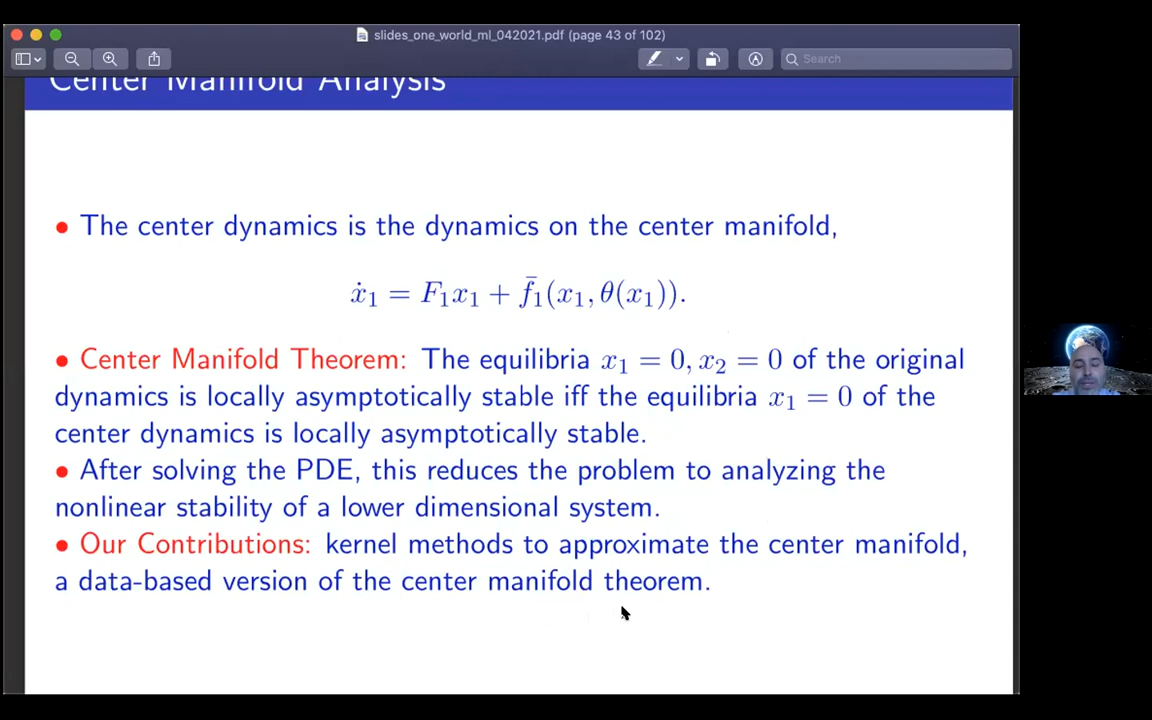 slides_one_world_ml_042021.pdf (page 43 of 102)
Search
Center Manifold Analysis
• The center dynamics is the dynamics on the center manifold,
ẋ₁ = F₁x₁ + f̄₁(x₁, θ(x₁)).
• Center Manifold Theorem: The equilibria x₁ = 0, x₂ = 0 of the original
dynamics is locally asymptotically stable iff the equilibria x₁ = 0 of the
center dynamics is locally asymptotically stable.
• After solving the PDE, this reduces the problem to analyzing the
nonlinear stability of a lower dimensional system.
• Our Contributions: kernel methods to approximate the center manifold,
a data-based version of the center manifold theorem.